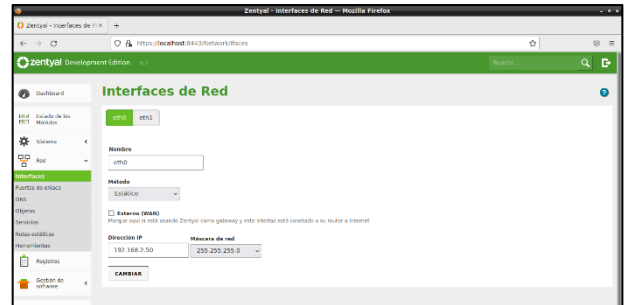 Zentyal - Interfaces de Red — Mozilla Firefox
Zentyal - Interfaces de
https://localhost:8443/Network/Ifaces
zentyal Development Edition
Buscar...
Dashboard
Interfaces de Red
Estado de los
Módulos
eth0 eth1
Sistema
Nombre
Red
eth0
Interfaces
Método
Puertas de enlace
Estático
DNS
Objetos
Externo (WAN)
Servicios
Marque aquí si está usando Zentyal como gateway y este interfaz está conectado a su router a Internet
Rutas estáticas
Herramientas
Dirección IP Máscara de red
192.168.2.50 255.255.255.0
Registros
CAMBIAR
Gestión de
software